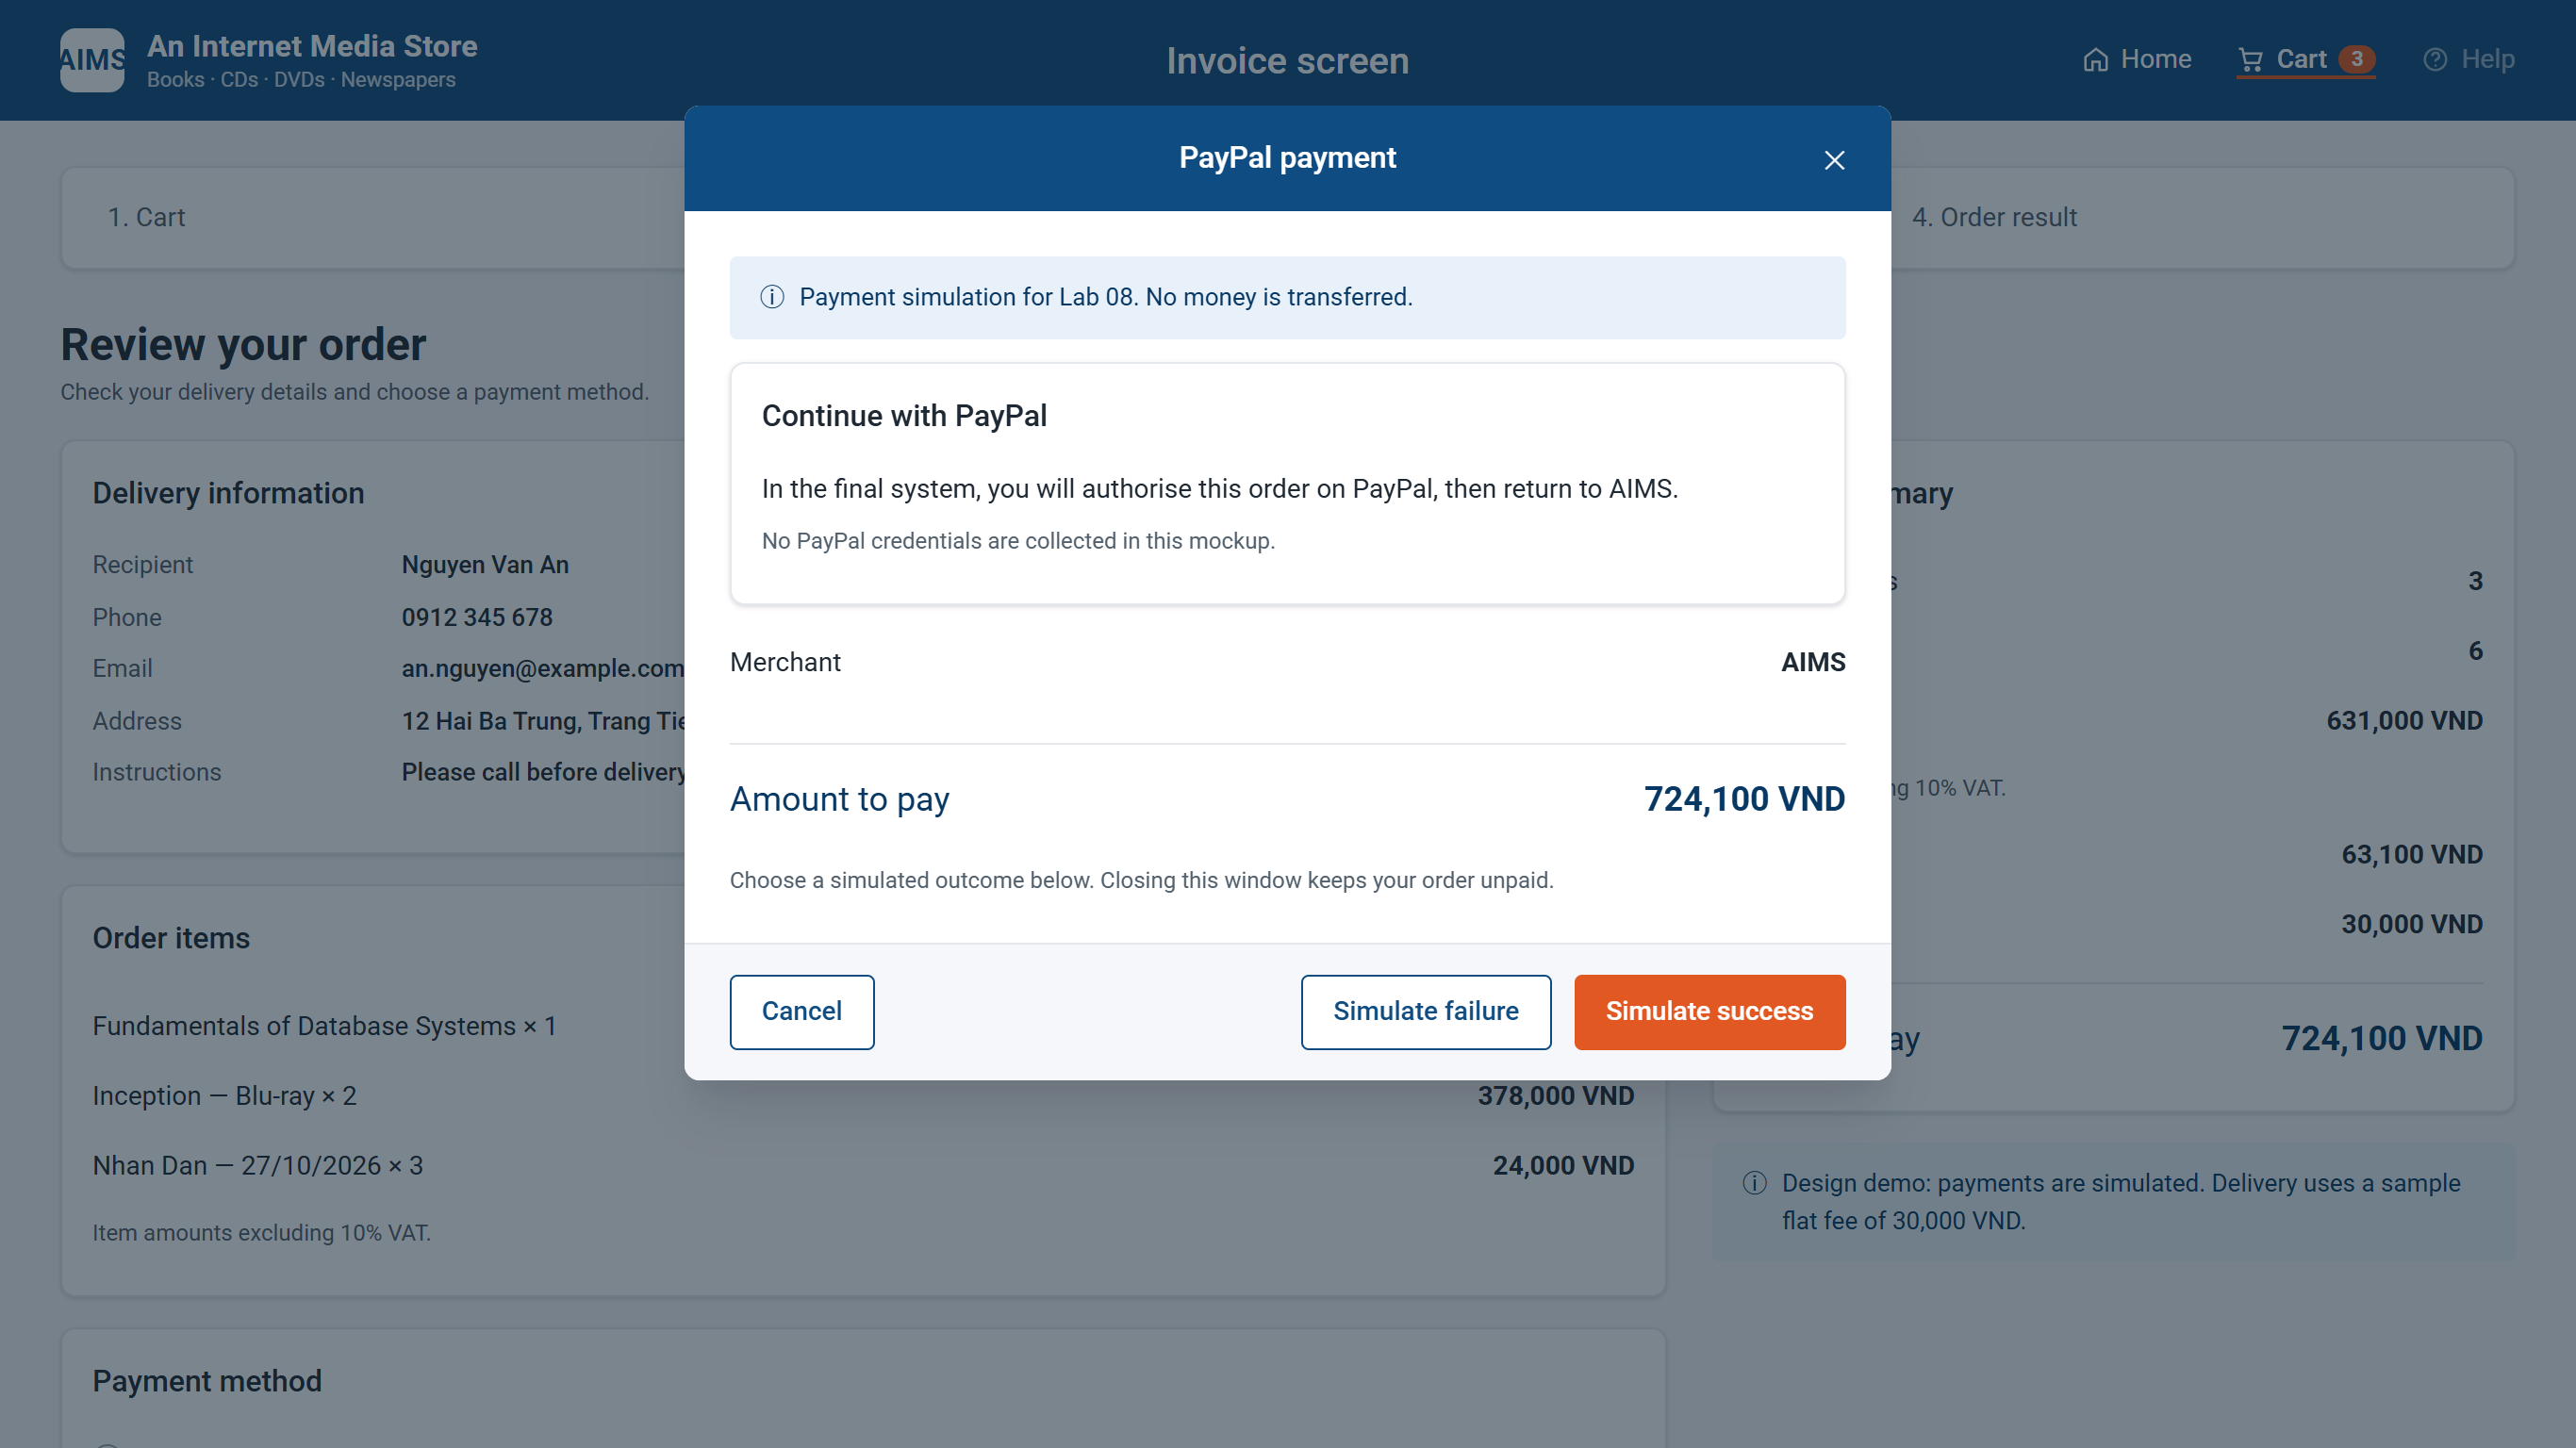 AIMS
An Internet Media Store
Books · CDs · DVDs · Newspapers
Invoice screen
Home
Cart 3
Help
1. Cart
4. Order result
Review your order
Check your delivery details and choose a payment method.
Delivery information
Recipient Nguyen Van An
Phone 0912 345 678
Email an.nguyen@example.com
Address 12 Hai Ba Trung, Trang
Instructions Please call before delivery
Order items
Fundamentals of Database Systems × 1
Inception — Blu-ray × 2 378,000 VND
Nhan Dan — 27/10/2026 × 3 24,000 VND
Item amounts excluding 10% VAT.
Payment method
PayPal payment
Payment simulation for Lab 08. No money is transferred.
Continue with PayPal
In the final system, you will authorise this order on PayPal, then return to AIMS.
No PayPal credentials are collected in this mockup.
Merchant AIMS
Amount to pay 724,100 VND
Choose a simulated outcome below. Closing this window keeps your order unpaid.
Cancel
Simulate failure
Simulate success
3
6
631,000 VND
10% VAT.
63,100 VND
30,000 VND
724,100 VND
Design demo: payments are simulated. Delivery uses a sample
flat fee of 30,000 VND.